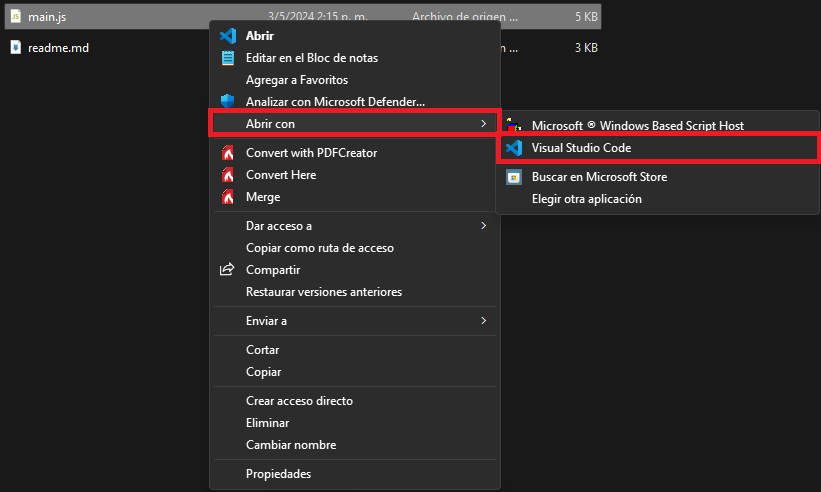 main.js 3/5/2024 2:15 p. m. Archivo de origen ... 5 KB
readme.md en ... 3 KB
Abrir
Editar en el Bloc de notas
Agregar a Favoritos
Analizar con Microsoft Defender...
Abrir con
Convert with PDFCreator
Convert Here
Merge
Dar acceso a
Copiar como ruta de acceso
Compartir
Restaurar versiones anteriores
Enviar a
Cortar
Copiar
Crear acceso directo
Eliminar
Cambiar nombre
Propiedades
Microsoft ® Windows Based Script Host
Visual Studio Code
Buscar en Microsoft Store
Elegir otra aplicación